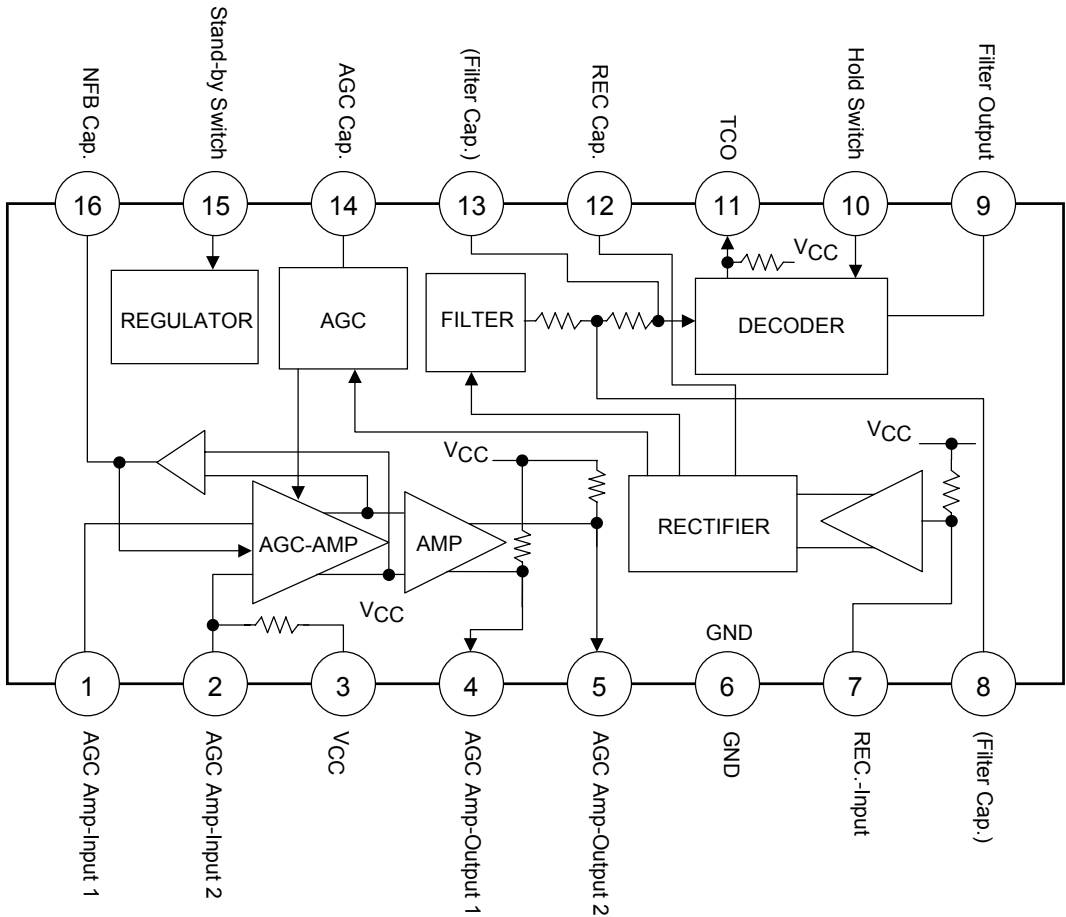 NFB Cap.
Stand-by Switch
AGC Cap.
(Filter Cap.)
REC Cap.
TCO
Hold Switch
Filter Output
16
15
14
13
12
11
10
9
VCC
REGULATOR
AGC
FILTER
DECODER
VCC
VCC
RECTIFIER
AGC-AMP
AMP
VCC
GND
1
2
3
4
5
6
7
8
AGC Amp-Input 1
AGC Amp-Input 2
VCC
AGC Amp-Output 1
AGC Amp-Output 2
GND
REC.-Input
(Filter Cap.)